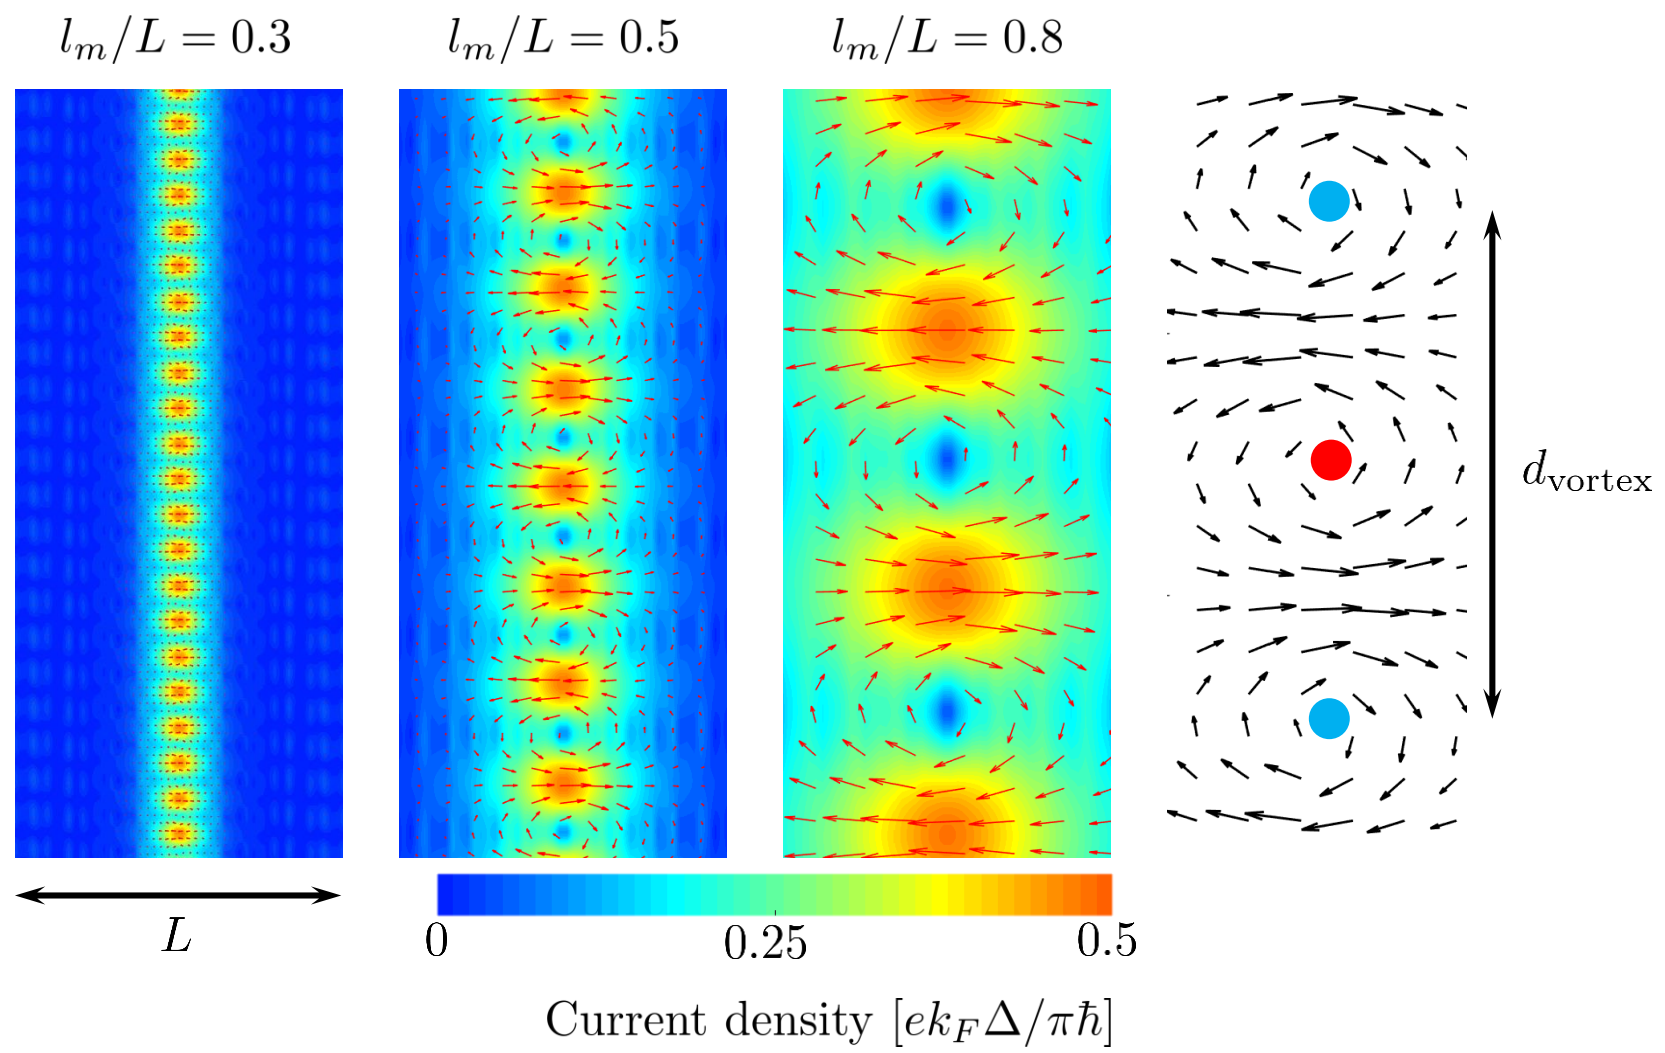 l_m/L = 0.3
l_m/L = 0.5
l_m/L = 0.8
d_vortex
L
0
0.25
0.5
Current density [ek_FΔ/πħ]